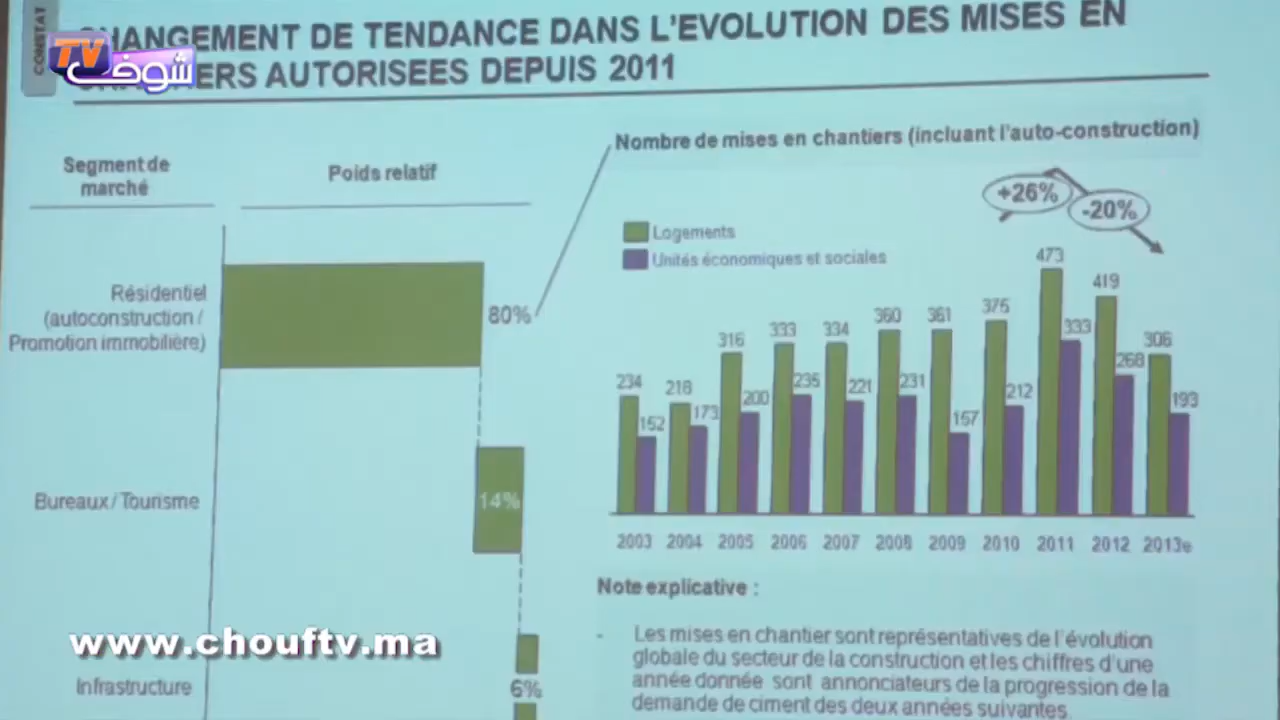 CONSTAT
CHANGEMENT DE TENDANCE DANS L'EVOLUTION DES MISES EN
CHANTIERS AUTORISEES DEPUIS 2011
TV
شوف
Segment de
marché
Poids relatif
Résidentiel
(autoconstruction /
Promotion immobilière)
80%
Bureaux / Tourisme
14%
Infrastructure
6%
Nombre de mises en chantiers (incluant l'auto-construction)
+26%
-20%
Logements
Unités économiques et sociales
234 218 316 333 334 360 361 376 473 419 306
152 173 200 235 221 231 157 212 333 268 193
2003 2004 2005 2006 2007 2008 2009 2010 2011 2012 2013e
Note explicative :
- Les mises en chantier sont représentatives de l'évolution
globale du secteur de la construction et les chiffres d'une
année donnée sont annonciateurs de la progression de la
demande de ciment des deux années suivantes.
www.chouftv.ma